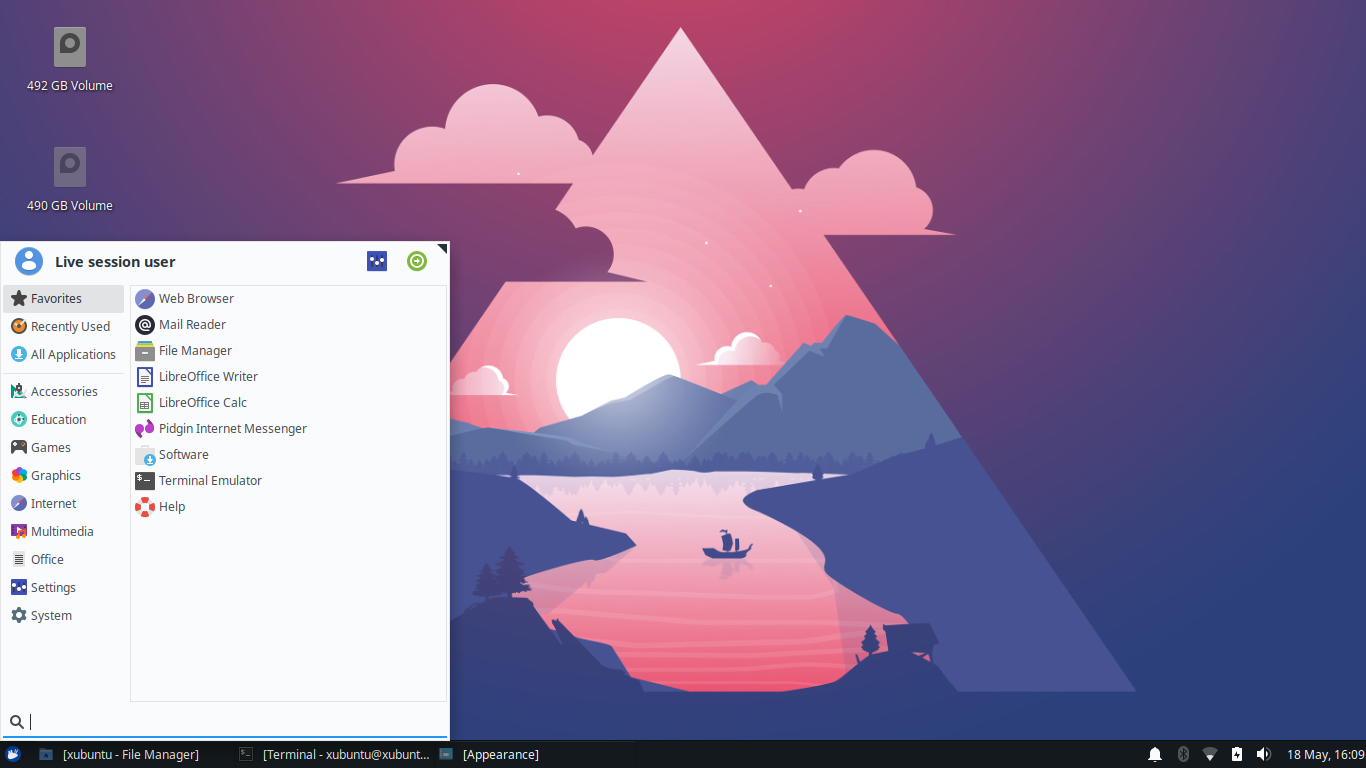 492 GB Volume
490 GB Volume
Live session user
Favorites
Recently Used
All Applications
Accessories
Education
Games
Graphics
Internet
Multimedia
Office
Settings
System
Web Browser
Mail Reader
File Manager
LibreOffice Writer
LibreOffice Calc
Pidgin Internet Messenger
Software
Terminal Emulator
Help
[xubuntu - File Manager]
[Terminal - xubuntu@xubunt...
[Appearance]
18 May, 16:09